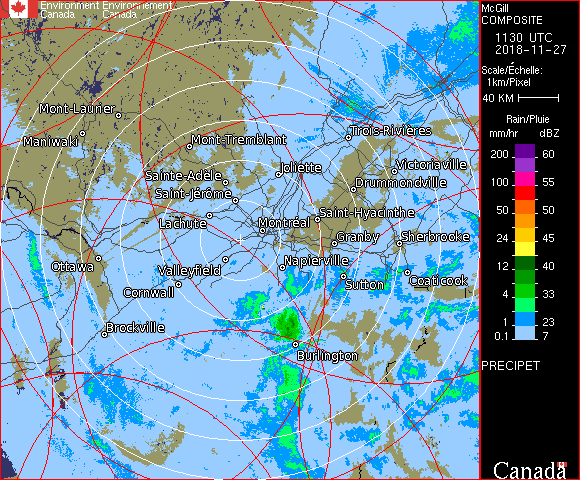 Environment Environnement
Canada Canada
Mont-Laurier
Maniwaki
Mont-Tremblant
Trois-Rivières
Joliette
Victoriaville
Sainte-Adèle
Drummondville
Saint-Jérôme
Lachute
Montréal
Saint-Hyacinthe
Granby
Sherbrooke
Ottawa
Valleyfield
Napierville
Cornwall
Sutton
Coaticook
Brockville
Burlington
McGill
COMPOSITE
1130 UTC
2018-11-27
Scale/Échelle:
1km/Pixel
40 KM
Rain/Pluie
mm/hr dBZ
200 60
100 55
50 50
24 45
12 40
4 33
1 23
0.1 7
PRECIPET
Canada